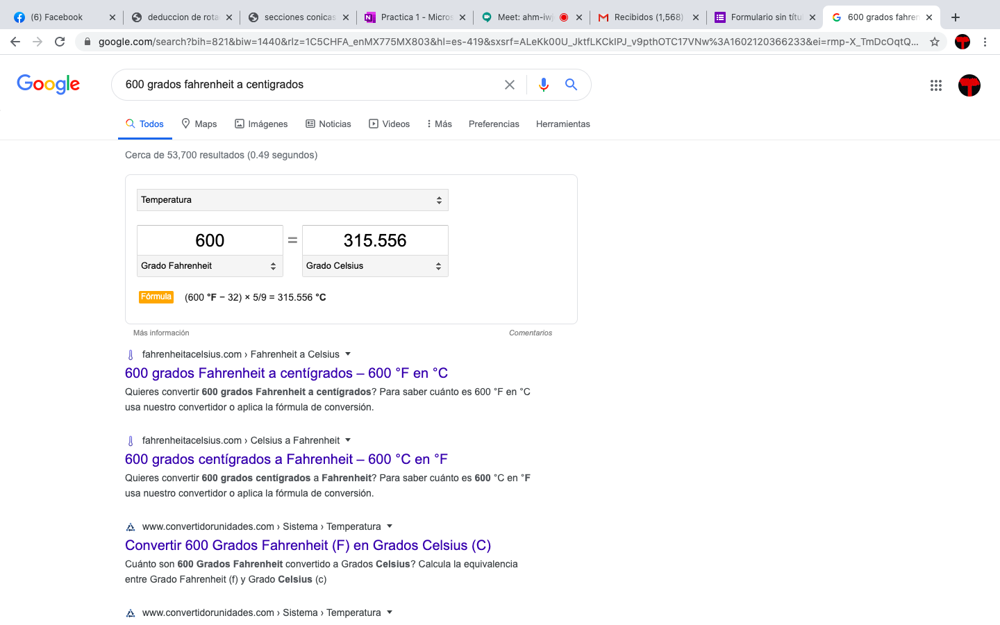 (6) Facebook
deduccion de rota
secciones conicas
Practica 1 - Micros
Meet: ahm-iwj
Recibidos (1,568)
Formulario sin títu
600 grados fahren
google.com/search?bih=821&biw=1440&rlz=1C5CHFA_enMX775MX803&hl=es-419&sxsrf=ALeKk00U_JktfLKCkIPJ_v9pthOTC17VNw%3A1602120366233&ei=rmp-X_TmDcOqtQ...
Google
600 grados fahrenheit a centigrados
Todos
Maps
Imágenes
Noticias
Videos
Más
Preferencias
Herramientas
Cerca de 53,700 resultados (0.49 segundos)
Temperatura
600 = 315.556
Grado Fahrenheit
Grado Celsius
Fórmula (600 °F − 32) × 5/9 = 315.556 °C
Más información
Comentarios
fahrenheitacelsius.com › Fahrenheit a Celsius
600 grados Fahrenheit a centígrados – 600 °F en °C
Quieres convertir 600 grados Fahrenheit a centígrados? Para saber cuánto es 600 °F en °C
usa nuestro convertidor o aplica la fórmula de conversión.
fahrenheitacelsius.com › Celsius a Fahrenheit
600 grados centígrados a Fahrenheit – 600 °C en °F
Quieres convertir 600 grados centígrados a Fahrenheit? Para saber cuánto es 600 °C en °F
usa nuestro convertidor o aplica la fórmula de conversión.
www.convertidorunidades.com › Sistema › Temperatura
Convertir 600 Grados Fahrenheit (F) en Grados Celsius (C)
Cuánto son 600 Grados Fahrenheit convertido a Grados Celsius? Calcula la equivalencia
entre Grado Fahrenheit (f) y Grado Celsius (c)
www.convertidorunidades.com › Sistema › Temperatura